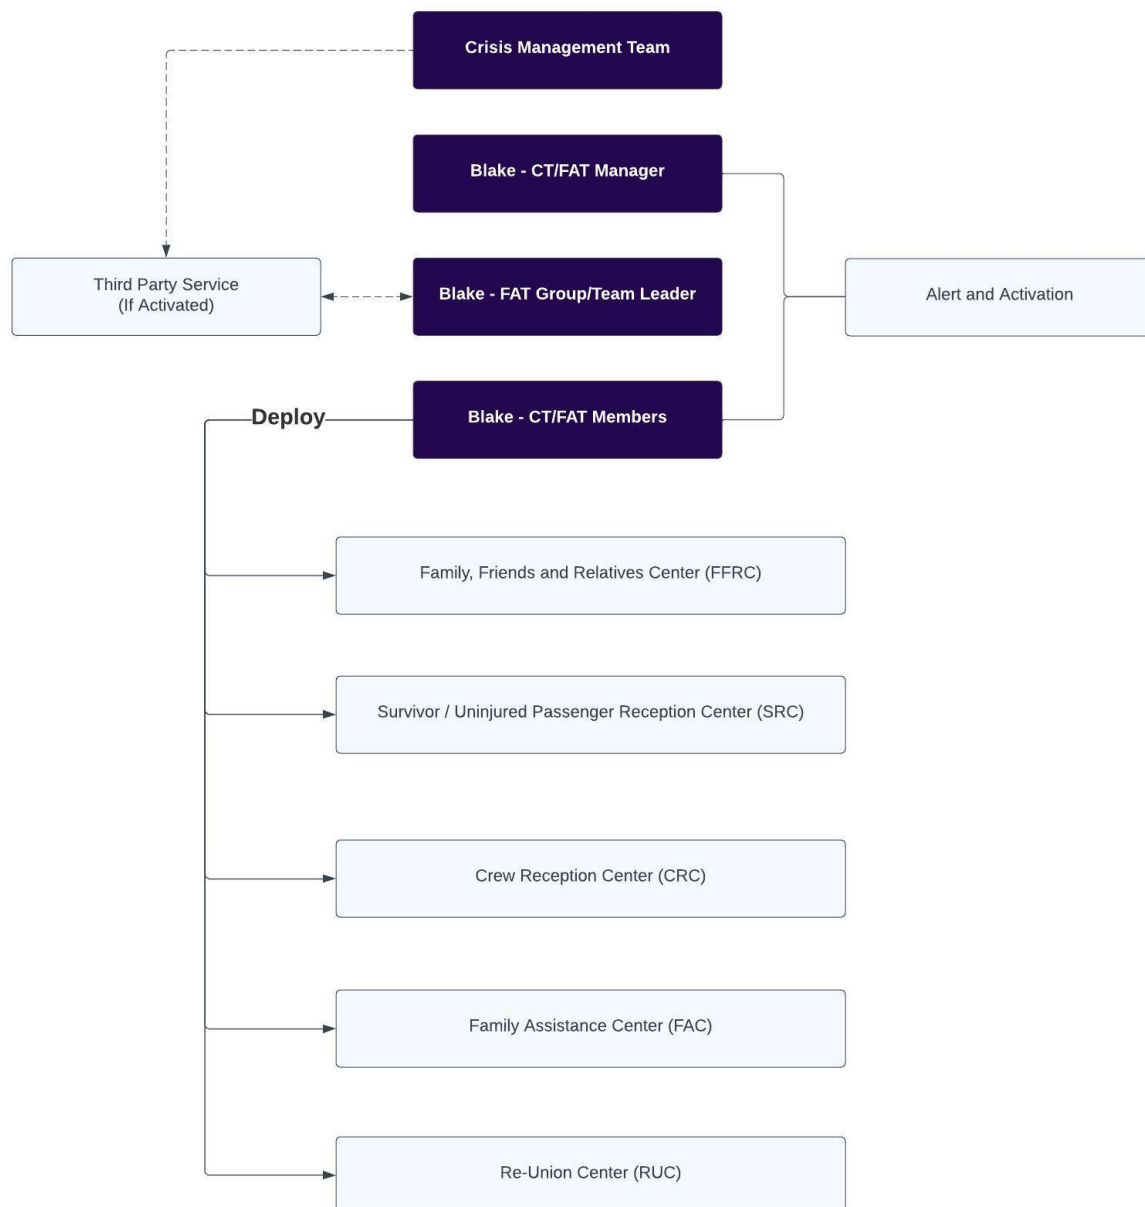 Crisis Management Team
Blake - CT/FAT Manager
Third Party Service
(If Activated)
Blake - FAT Group/Team Leader
Alert and Activation
Deploy
Blake - CT/FAT Members
Family, Friends and Relatives Center (FFRC)
Survivor / Uninjured Passenger Reception Center (SRC)
Crew Reception Center (CRC)
Family Assistance Center (FAC)
Re-Union Center (RUC)